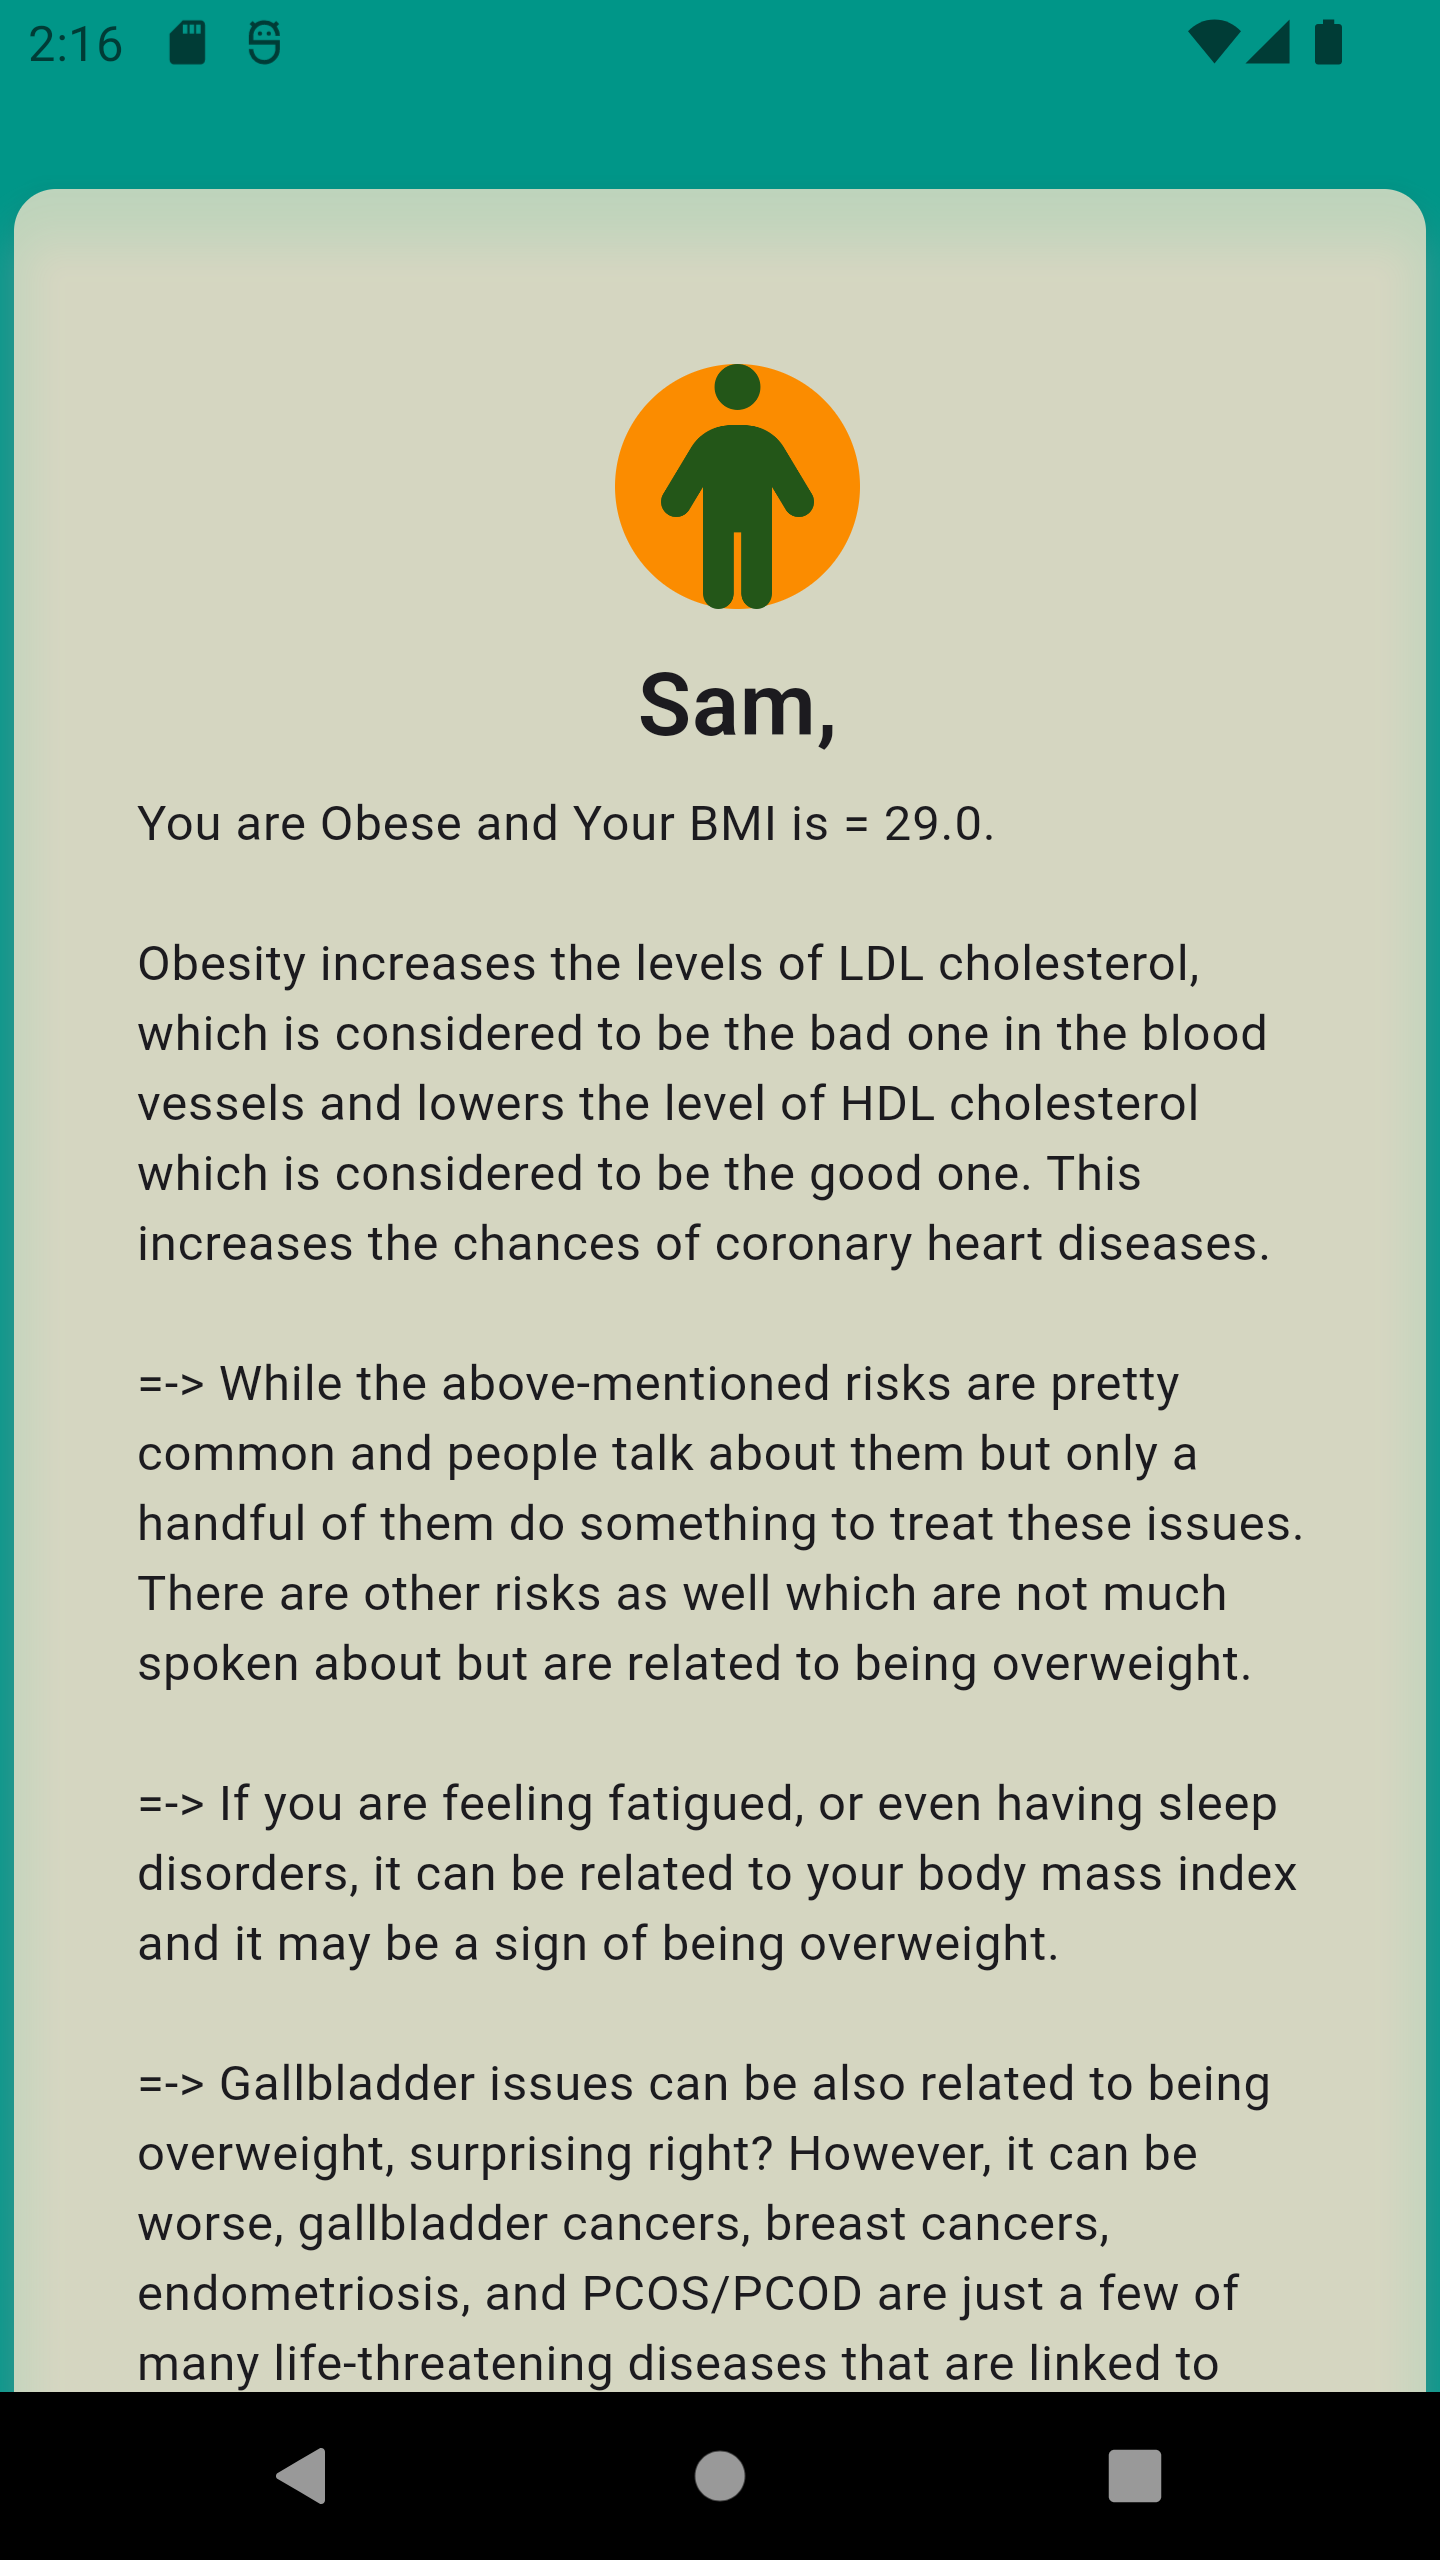 2:16
Sam,
You are Obese and Your BMI is = 29.0.
Obesity increases the levels of LDL cholesterol,
which is considered to be the bad one in the blood
vessels and lowers the level of HDL cholesterol
which is considered to be the good one. This
increases the chances of coronary heart diseases.
=-> While the above-mentioned risks are pretty
common and people talk about them but only a
handful of them do something to treat these issues.
There are other risks as well which are not much
spoken about but are related to being overweight.
=-> If you are feeling fatigued, or even having sleep
disorders, it can be related to your body mass index
and it may be a sign of being overweight.
=-> Gallbladder issues can be also related to being
overweight, surprising right? However, it can be
worse, gallbladder cancers, breast cancers,
endometriosis, and PCOS/PCOD are just a few of
many life-threatening diseases that are linked to